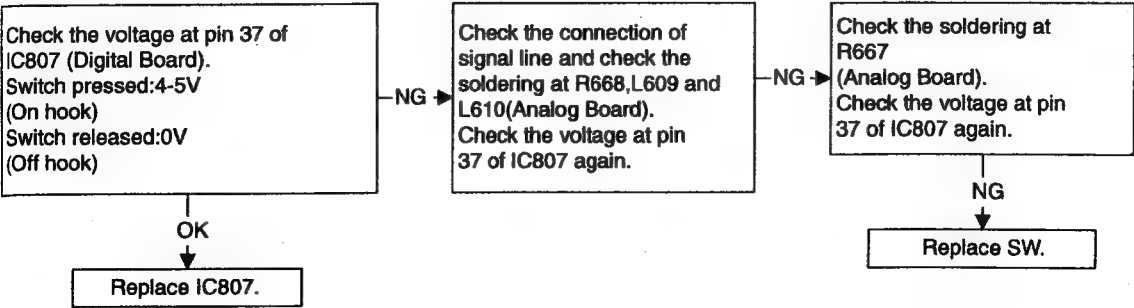 Check the voltage at pin 37 of
IC807 (Digital Board).
Switch pressed:4-5V
(On hook)
Switch released:0V
(Off hook)
NG
Check the connection of
signal line and check the
soldering at R668,L609 and
L610(Analog Board).
Check the voltage at pin
37 of IC807 again.
NG
Check the soldering at
R667
(Analog Board).
Check the voltage at pin
37 of IC807 again.
OK
Replace IC807.
NG
Replace SW.